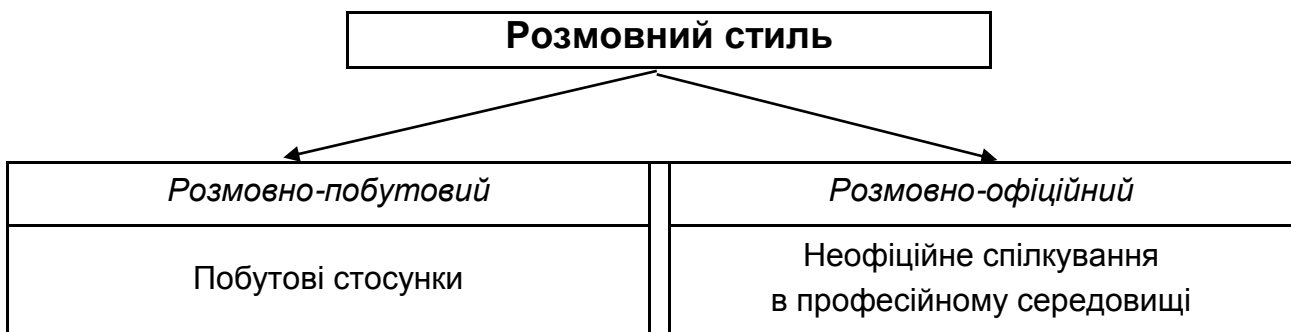 Розмовний стиль
Розмовно-побутовий
Розмовно-офіційний
Побутові стосунки
Неофіційне спілкування
в професійному середовищі